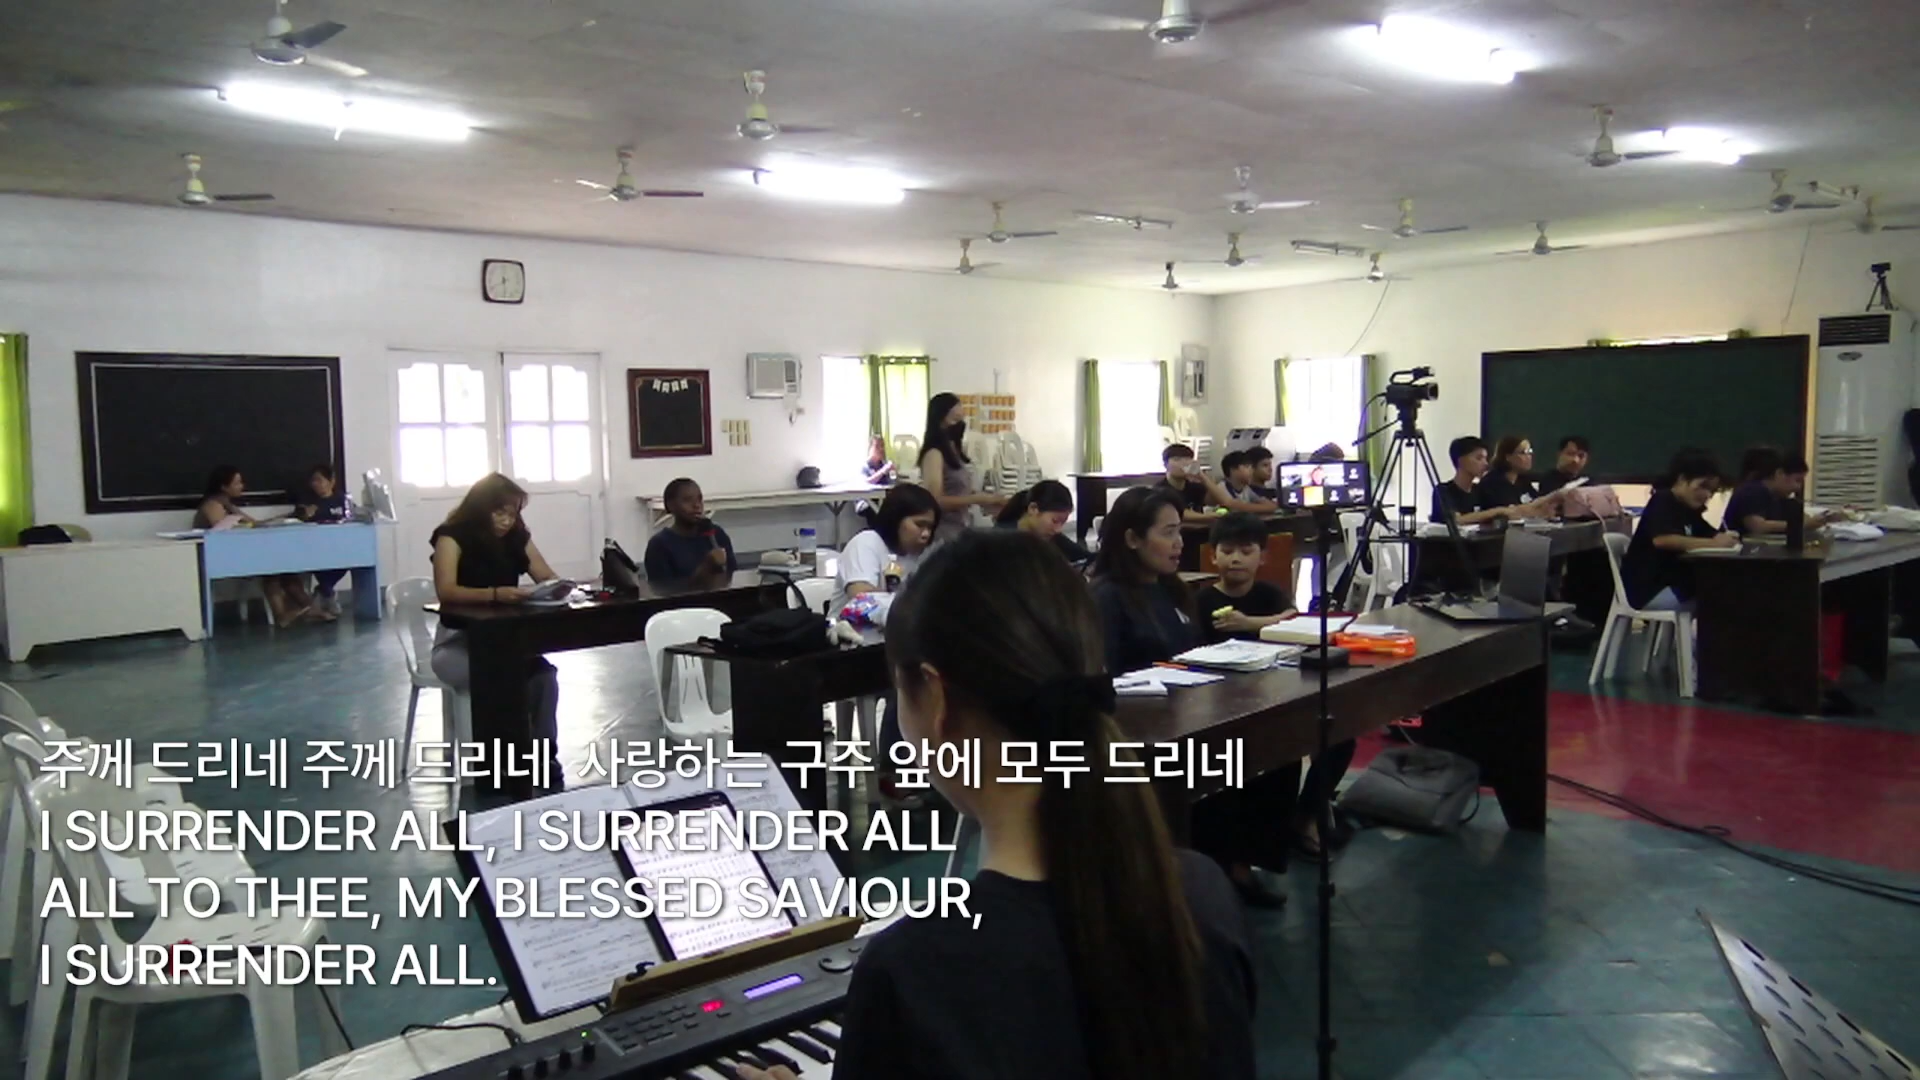 주께 드리네 주께 드리네 사랑하는 구주 앞에 모두 드리네
I SURRENDER ALL, I SURRENDER ALL
ALL TO THEE, MY BLESSED SAVIOUR,
I SURRENDER ALL.